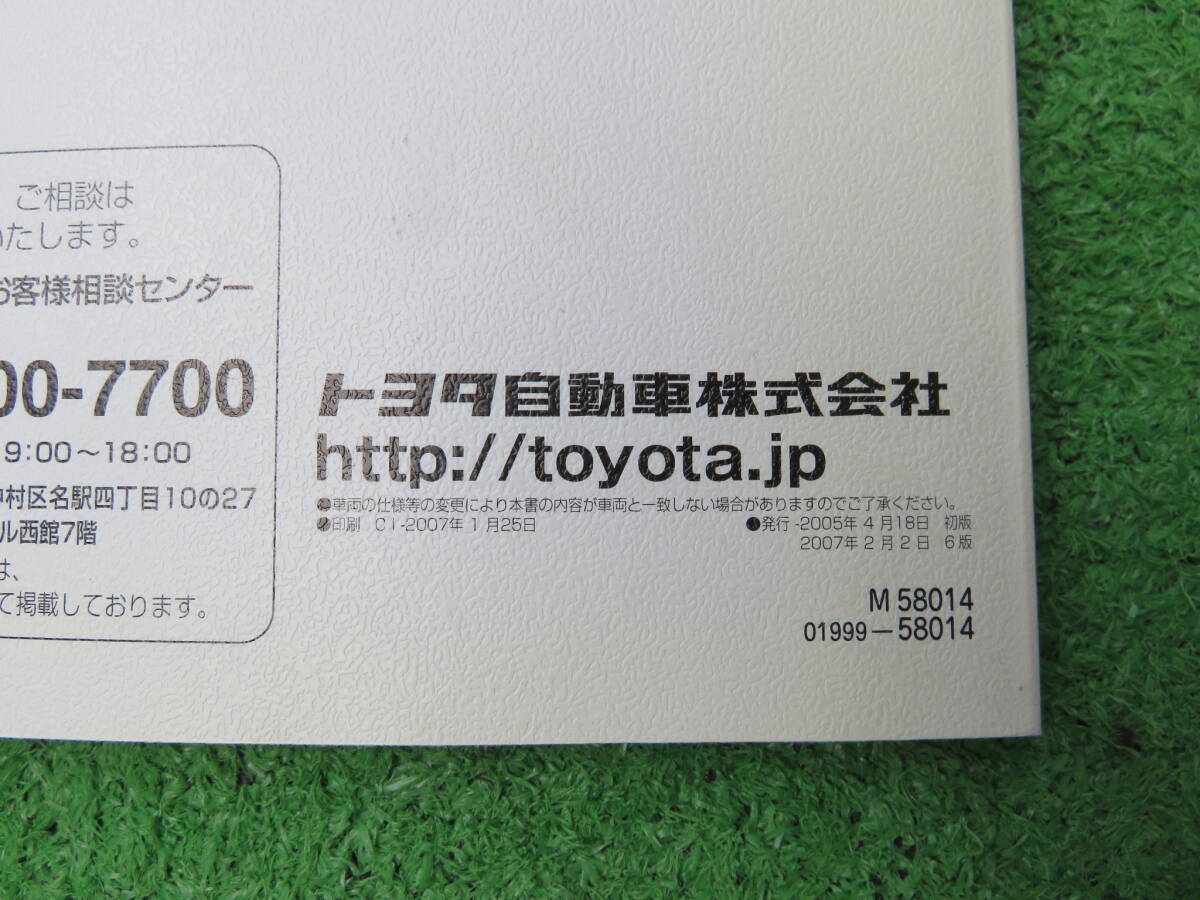 ご相談は
いたします。
お客様相談センター
00-7700
9:00～18:00
中村区名駅四丁目10の27
ル西館7階
は、
て掲載しております。
トヨタ自動車株式会社
http://toyota.jp
●車両の仕様等の変更により本書の内容が車両と一致しない場合がありますのでご了承ください。
●印刷 CI-2007年1月25日 ●発行-2005年4月18日 初版
2007年2月2日 6版
M 58014
01999-58014